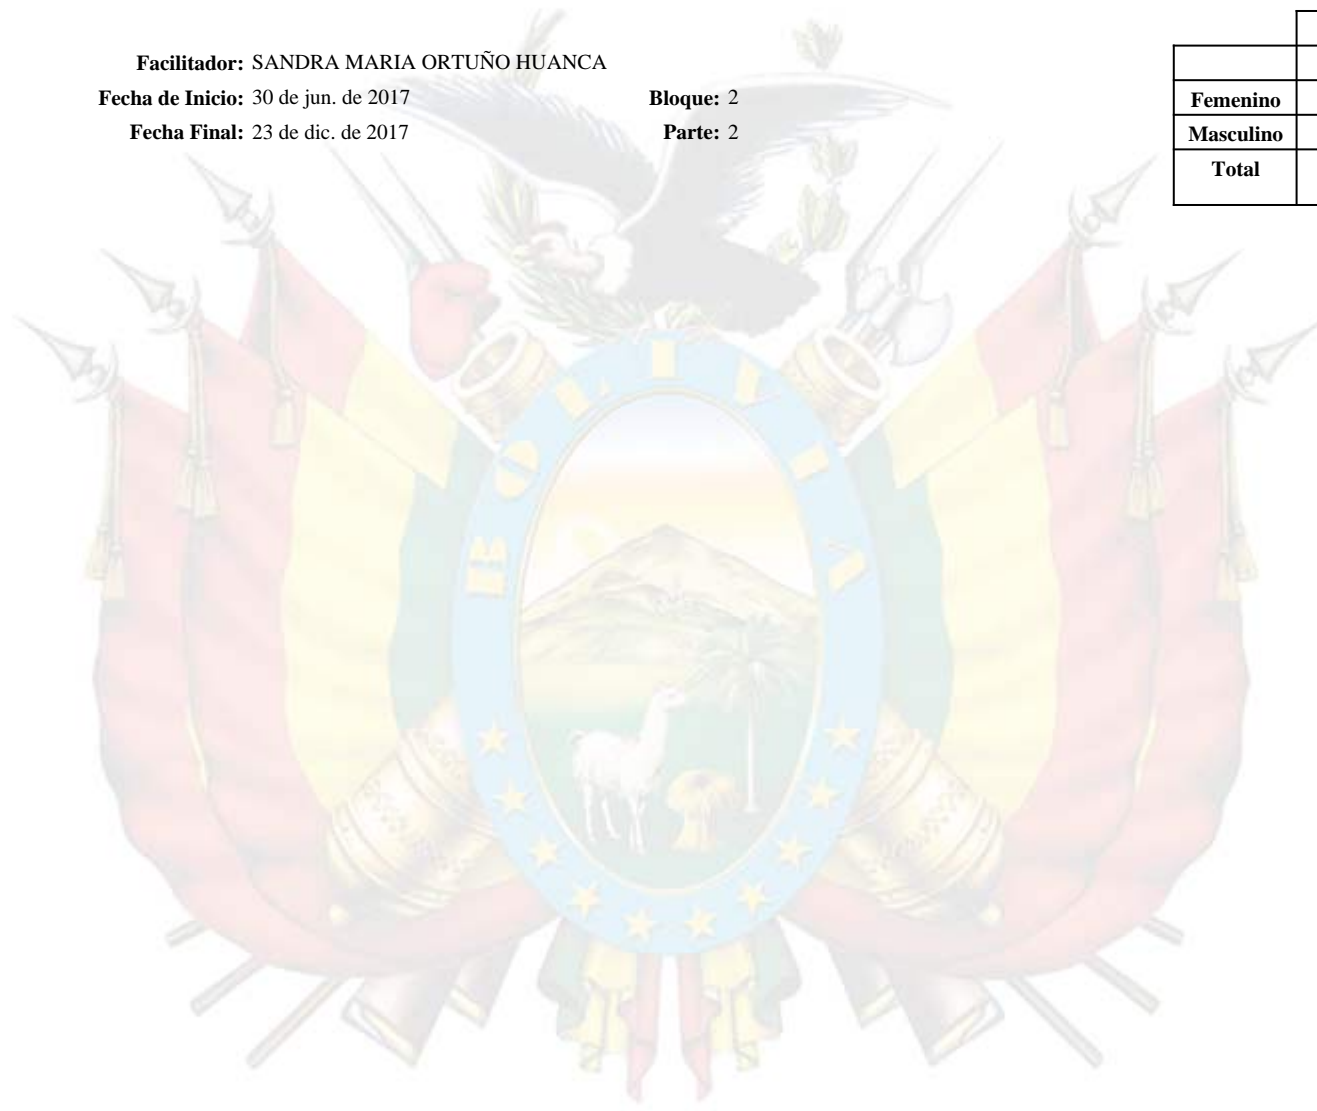 Facilitador: SANDRA MARIA ORTUÑO HUANCA
Fecha de Inicio: 30 de jun. de 2017 Bloque: 2
Fecha Final: 23 de dic. de 2017 Parte: 2
Femenino
Masculino
Total
BOLIVIA